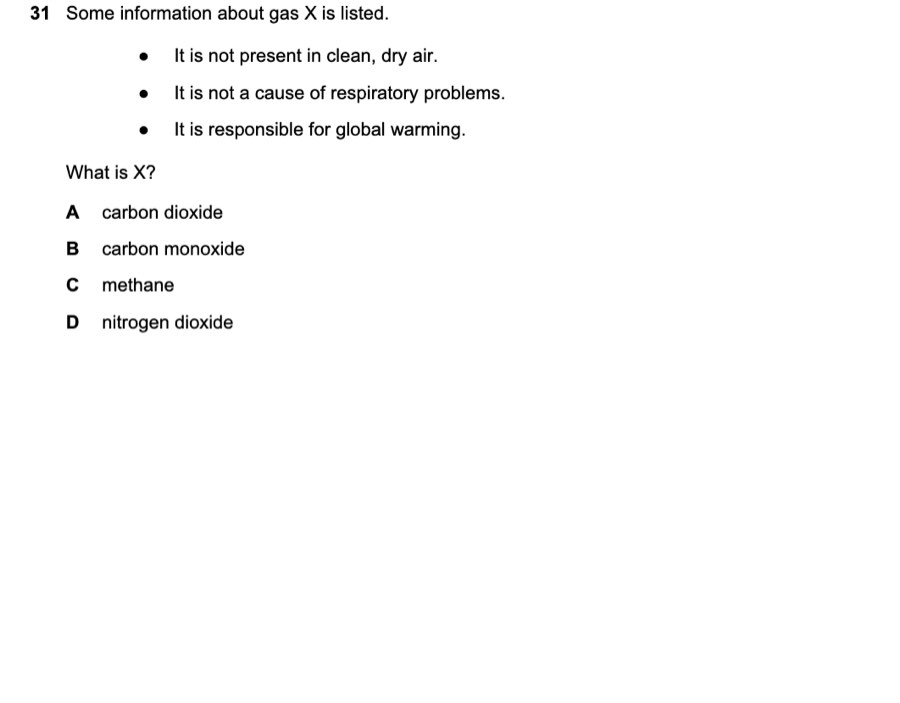 31 Some information about gas X is listed.
• It is not present in clean, dry air.
• It is not a cause of respiratory problems.
• It is responsible for global warming.
What is X?
A carbon dioxide
B carbon monoxide
C methane
D nitrogen dioxide